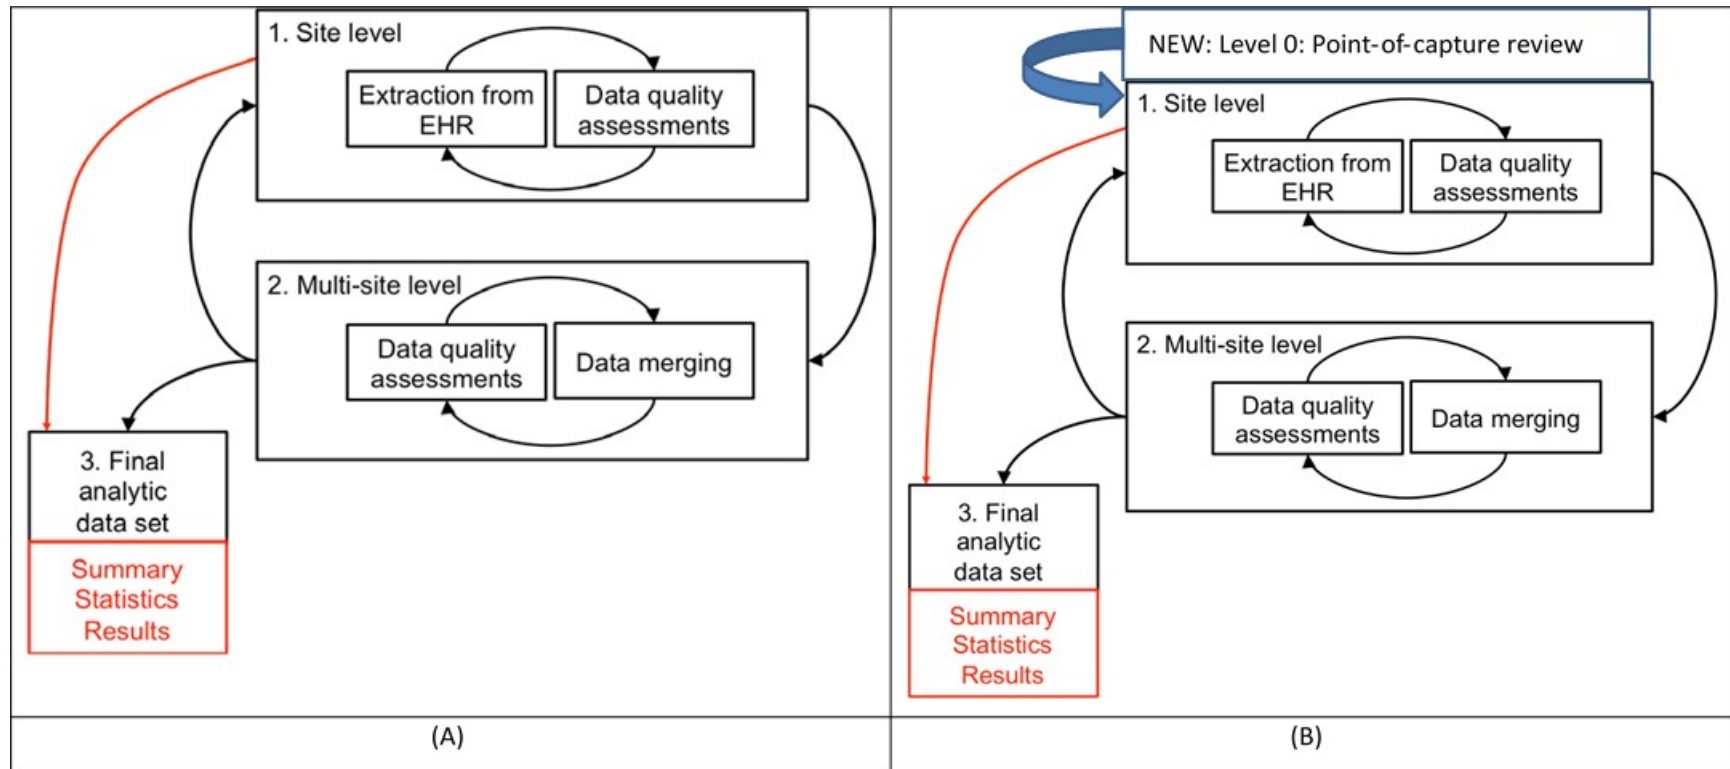 1. Site level
Extraction from
EHR
Data quality
assessments
2. Multi-site level
Data quality
assessments
Data merging
3. Final
analytic
data set
Summary
Statistics
Results
(A)
NEW: Level 0: Point-of-capture review
1. Site level
Extraction from
EHR
Data quality
assessments
2. Multi-site level
Data quality
assessments
Data merging
3. Final
analytic
data set
Summary
Statistics
Results
(B)